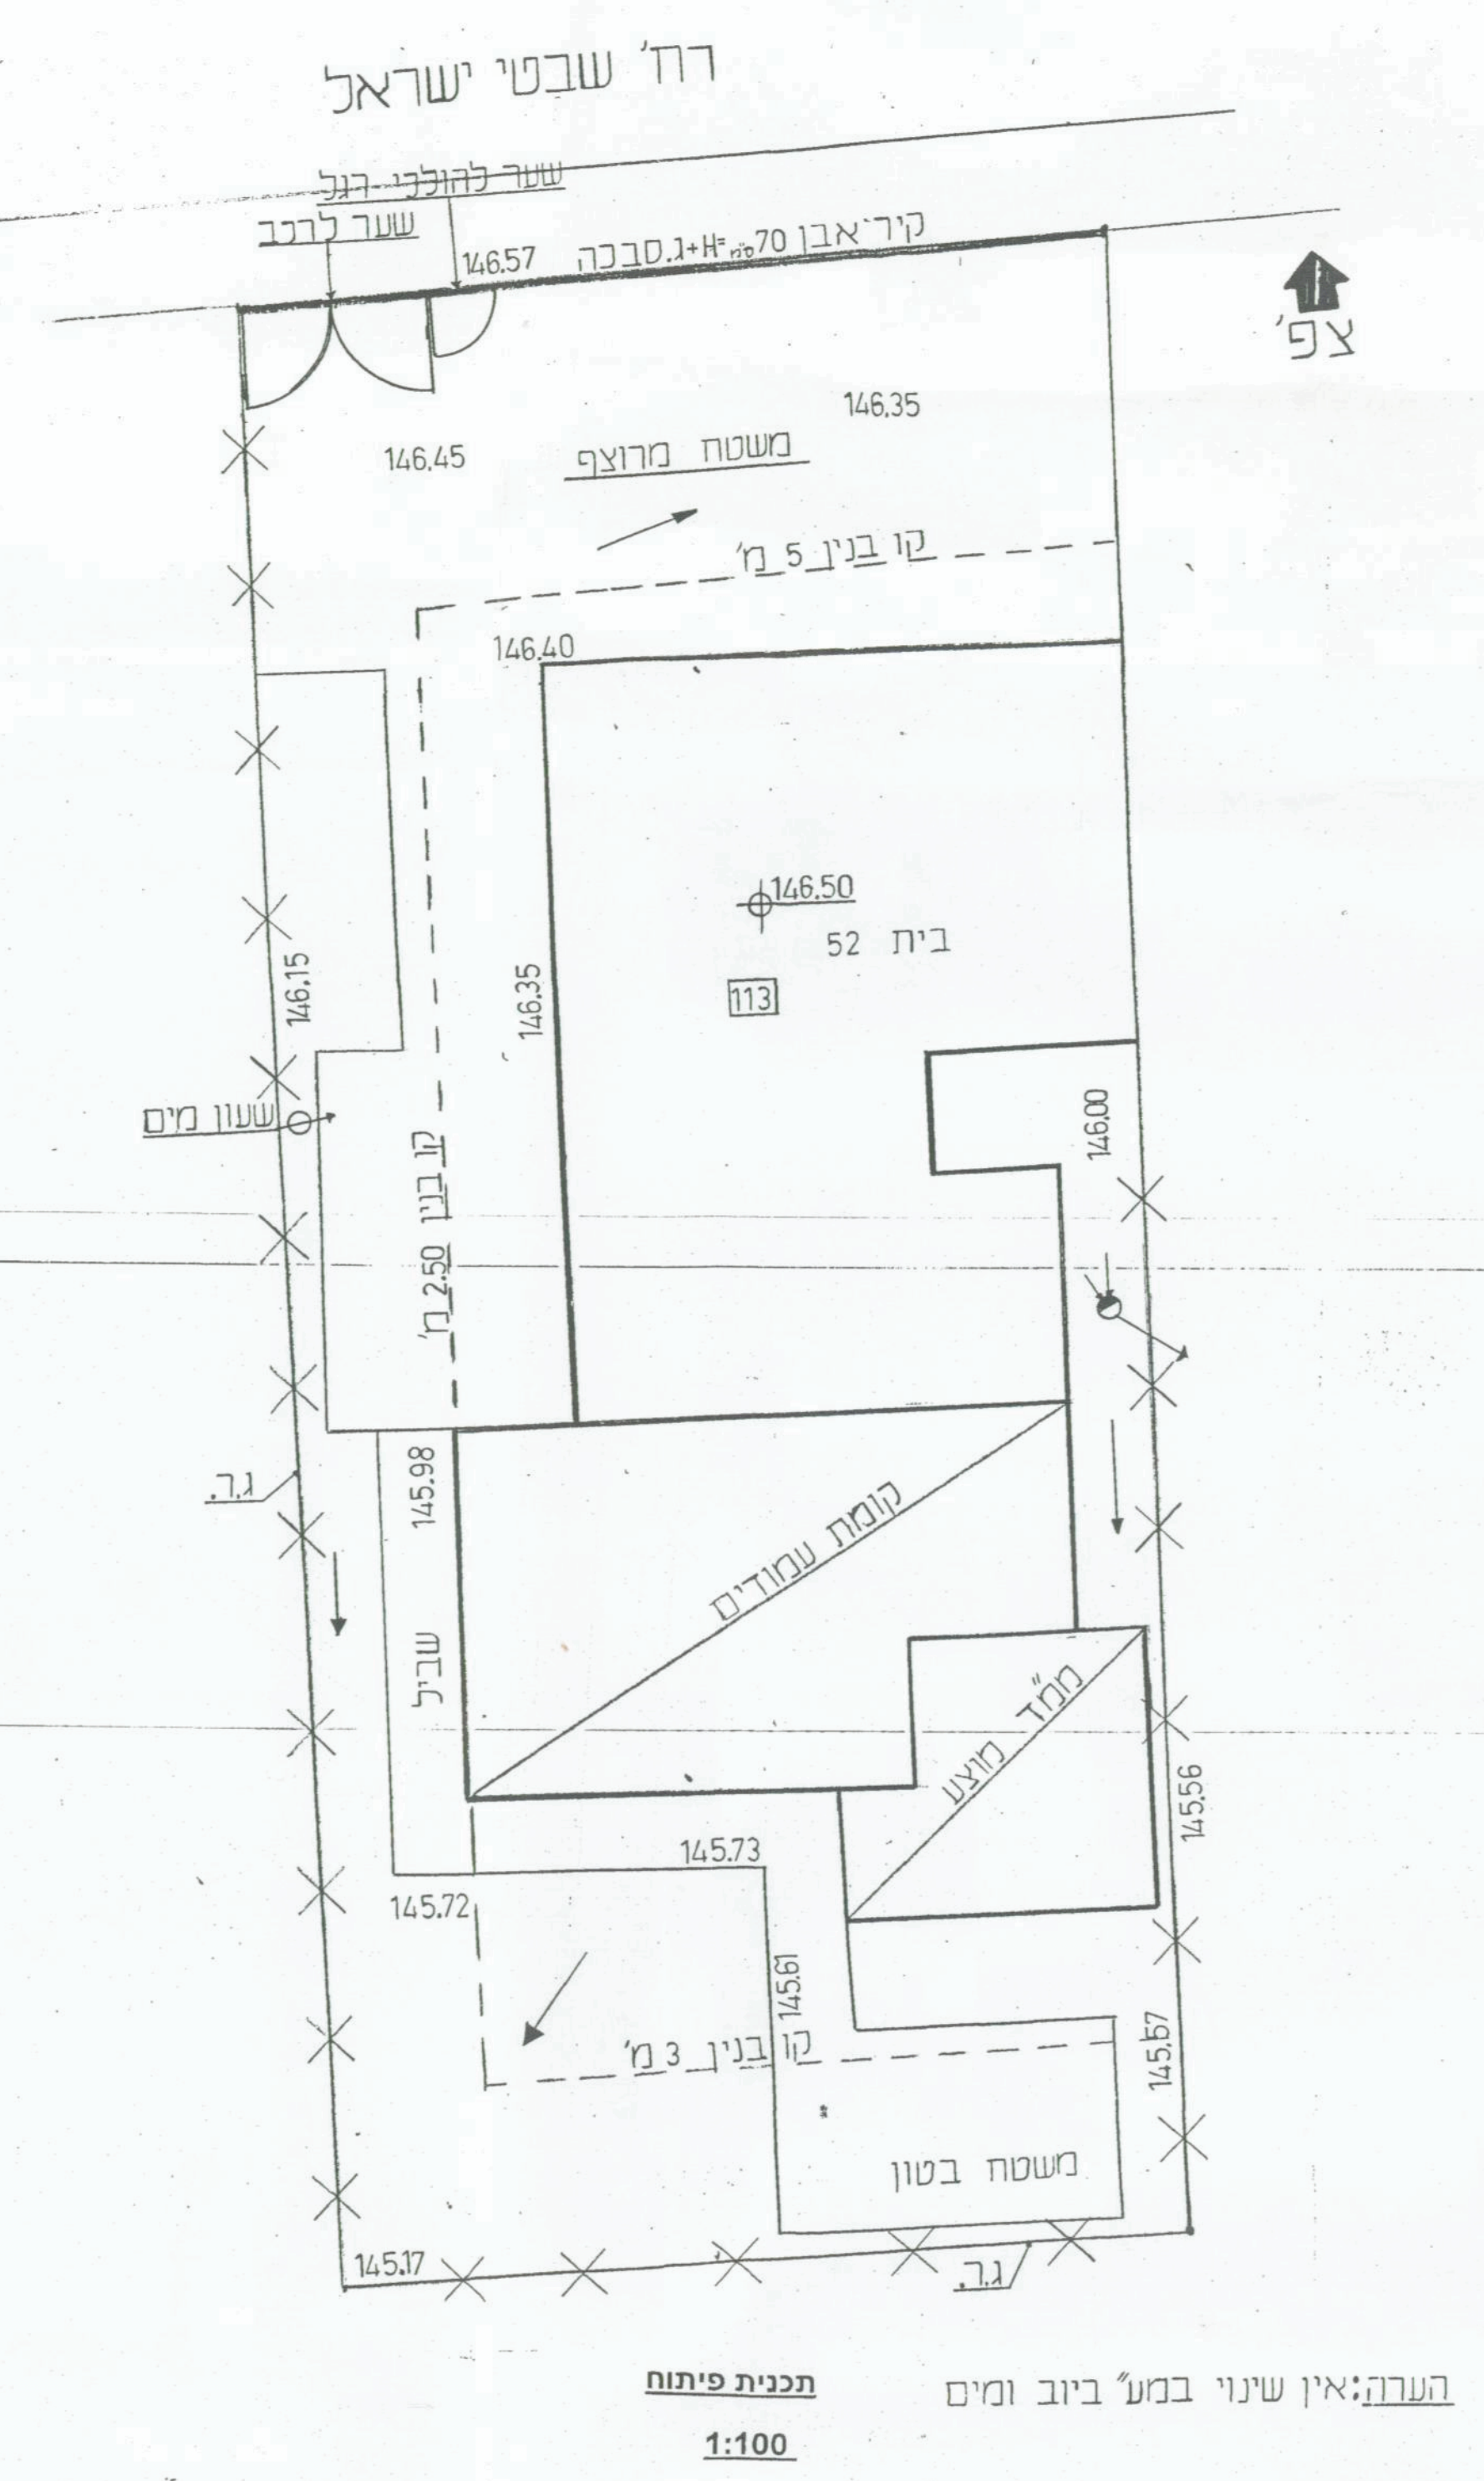 רח' שבטי ישראל
שער להולכי רגל
שער לרכב
146.57
קיר אבן 70 ס"מ H=+ג.סבכה
צפ'
146.35
146.45
משטח מרוצף
קו בנין 5 מ'
146.40
146.50
בית 52
113
146.15
146.35
146.00
שעון מים
קו בנין 2.50 מ'
ג.ר.
145.98
קומת עמודים
שביל
ממ"ד מוצע
145.56
145.73
145.72
145.61
קו בנין 3 מ'
145.57
משטח בטון
145.17
ג.ר.
הערה: אין שינוי במע" ביוב ומים
תכנית פיתוח
1:100